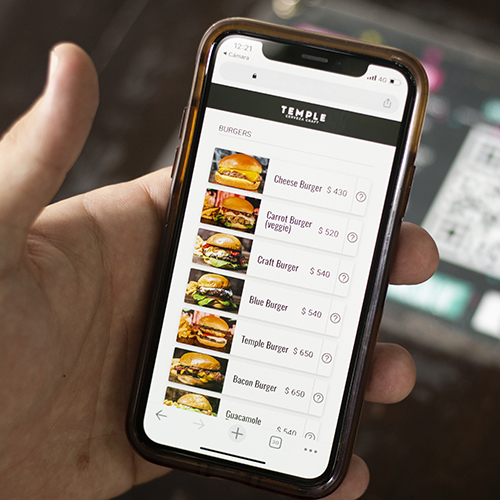 12:21
4G
Cámara
TEMPLE
CERVEZA CRAFT
BURGERS
Cheese Burger $ 430
Carrot Burger
(veggie) $ 520
Craft Burger $ 540
Blue Burger $ 540
Temple Burger $ 650
Bacon Burger $ 650
Guacamole $ 540